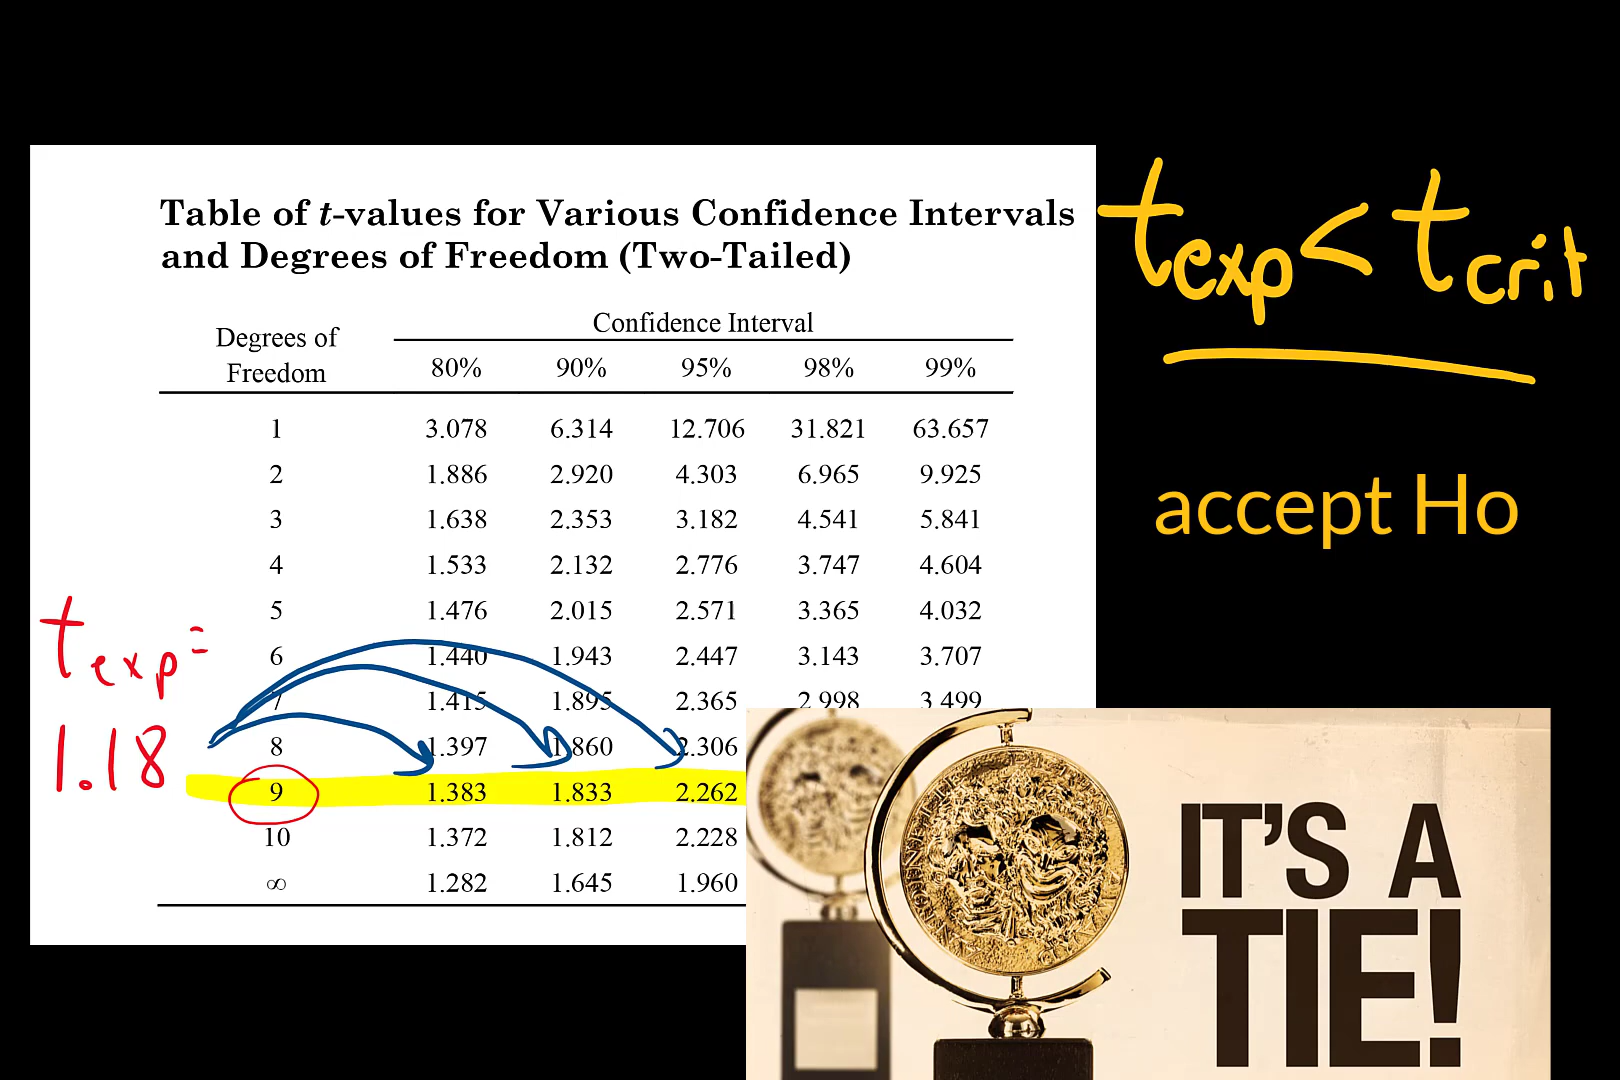 Table of t-values for Various Confidence Intervals
and Degrees of Freedom (Two-Tailed)
Degrees of
Freedom
Confidence Interval
80% 90% 95% 98% 99%
1 3.078 6.314 12.706 31.821 63.657
2 1.886 2.920 4.303 6.965 9.925
3 1.638 2.353 3.182 4.541 5.841
4 1.533 2.132 2.776 3.747 4.604
5 1.476 2.015 2.571 3.365 4.032
6 1.440 1.943 2.447 3.143 3.707
7 1.415 1.895 2.365 2.998 3.499
8 1.397 1.860 2.306
9 1.383 1.833 2.262
10 1.372 1.812 2.228
∞ 1.282 1.645 1.960
texp=
1.18
texp < tcrit
accept Ho
IT'S A
TIE!